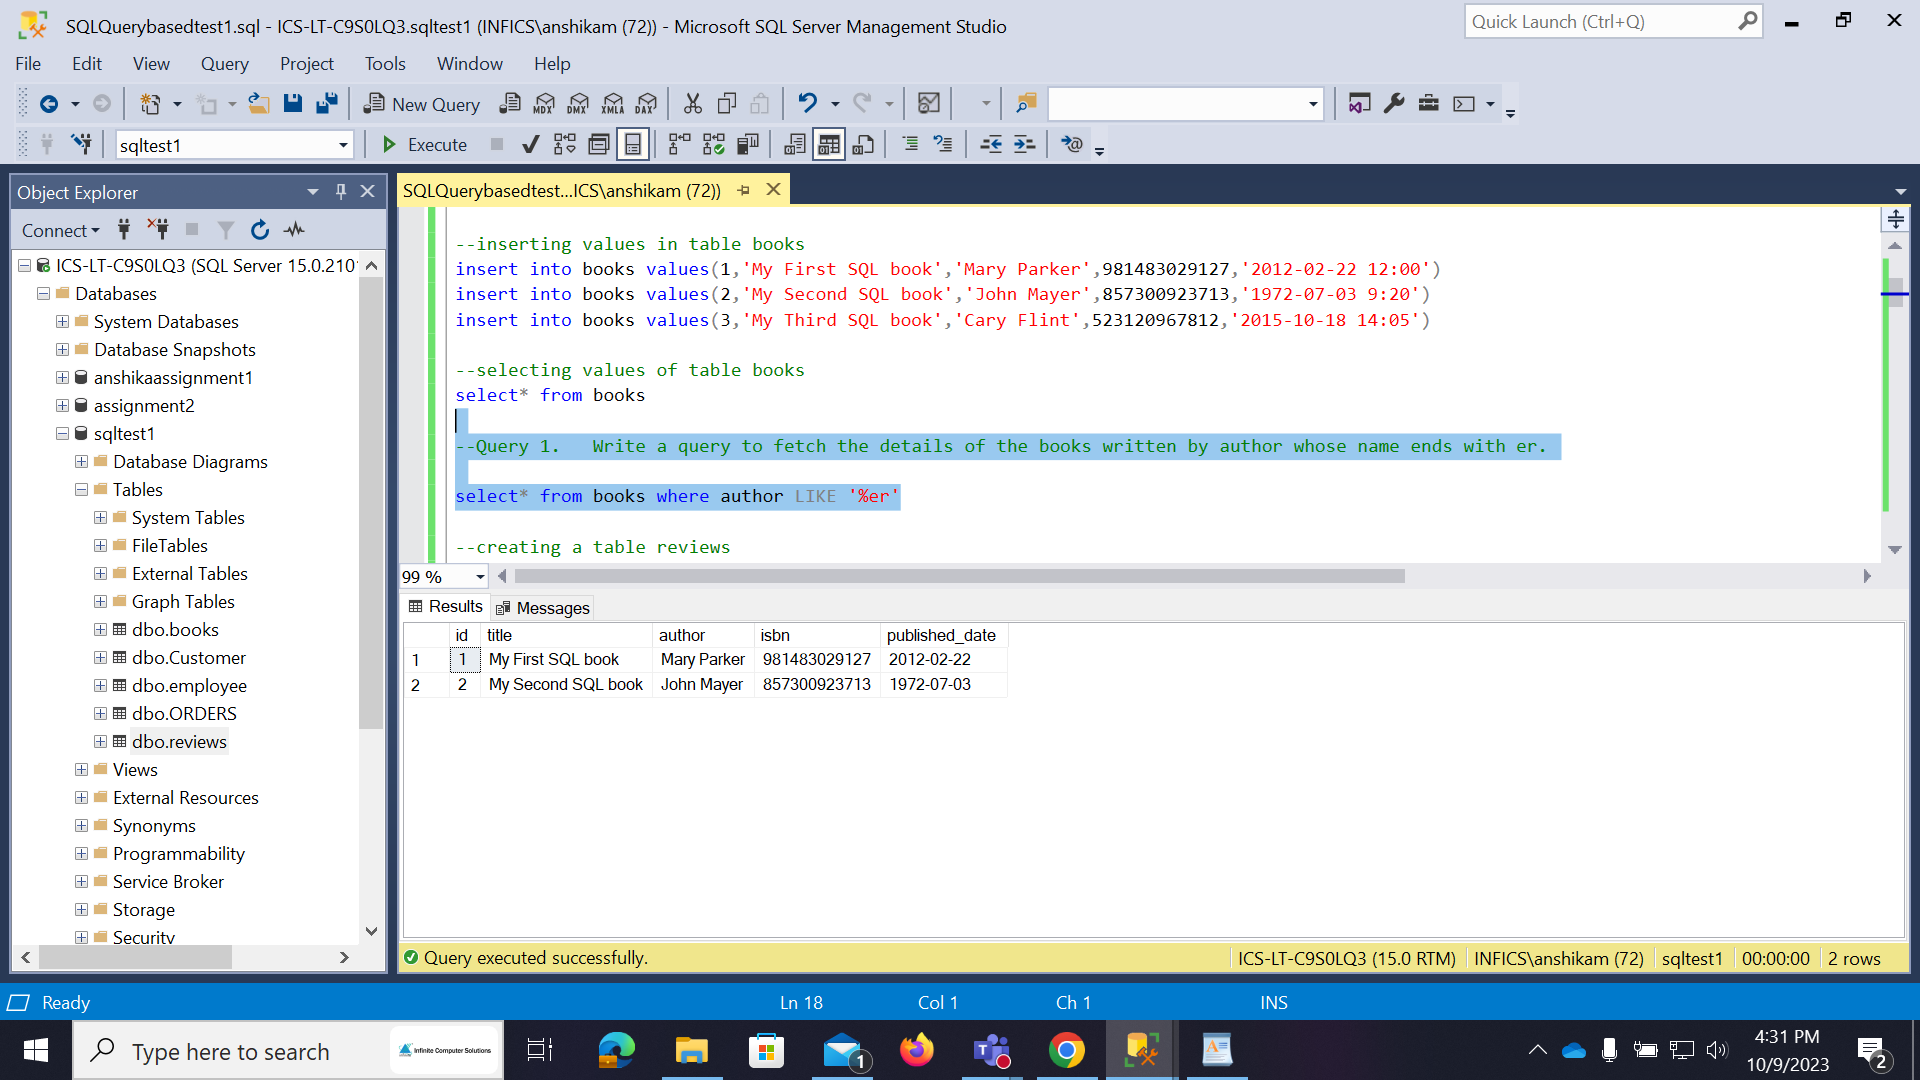 SQLQuerybasedtest1.sql - ICS-LT-C9S0LQ3.sqltest1 (INFICS\anshikam (72)) - Microsoft SQL Server Management Studio
Quick Launch (Ctrl+Q)
File Edit View Query Project Tools Window Help
New Query MDX DMX XMLA DAX
sqltest1 Execute
Object Explorer
Connect
ICS-LT-C9S0LQ3 (SQL Server 15.0.210
Databases
System Databases
Database Snapshots
anshikaassignment1
assignment2
sqltest1
Database Diagrams
Tables
System Tables
FileTables
External Tables
Graph Tables
dbo.books
dbo.Customer
dbo.employee
dbo.ORDERS
dbo.reviews
Views
External Resources
Synonyms
Programmability
Service Broker
Storage
Security
SQLQuerybasedtest...ICS\anshikam (72))
--inserting values in table books
insert into books values(1,'My First SQL book','Mary Parker',981483029127,'2012-02-22 12:00')
insert into books values(2,'My Second SQL book','John Mayer',857300923713,'1972-07-03 9:20')
insert into books values(3,'My Third SQL book','Cary Flint',523120967812,'2015-10-18 14:05')
--selecting values of table books
select* from books
--Query 1. Write a query to fetch the details of the books written by author whose name ends with er.
select* from books where author LIKE '%er'
--creating a table reviews
99 %
Results Messages
id title author isbn published_date
1 1 My First SQL book Mary Parker 981483029127 2012-02-22
2 2 My Second SQL book John Mayer 857300923713 1972-07-03
Query executed successfully. ICS-LT-C9S0LQ3 (15.0 RTM) INFICS\anshikam (72) sqltest1 00:00:00 2 rows
Ready Ln 18 Col 1 Ch 1 INS
Type here to search Infinite Computer Solutions 1 4:31 PM
10/9/2023 2